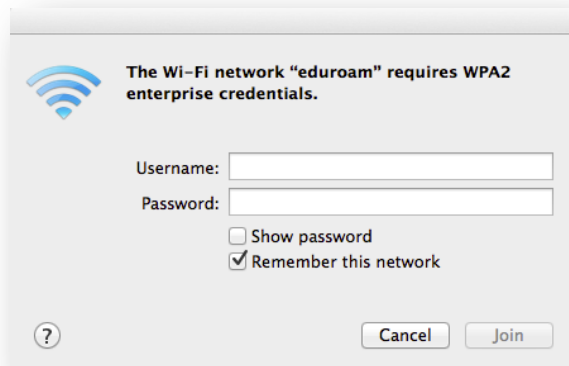 The Wi-Fi network “eduroam” requires WPA2
enterprise credentials.
Username:
Password:
Show password
Remember this network
?
Cancel
Join